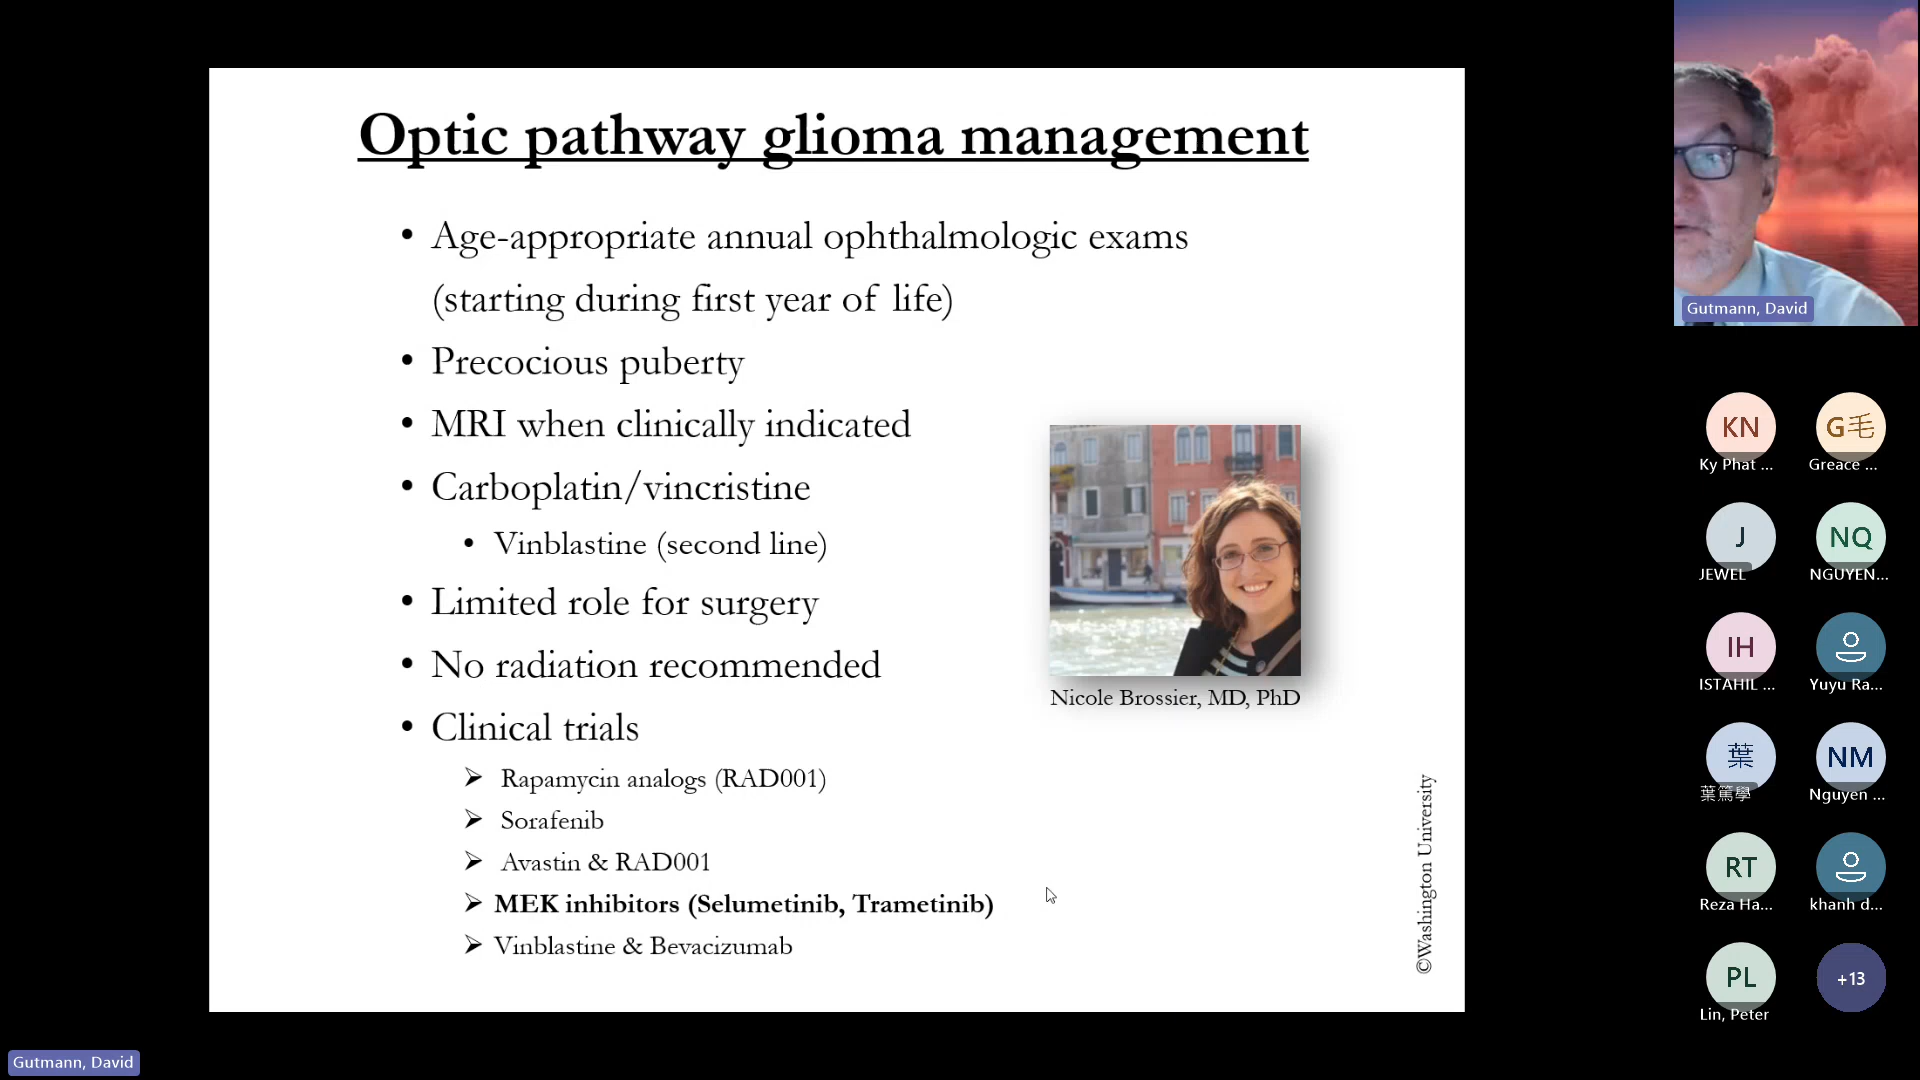 Optic pathway glioma management
• Age-appropriate annual ophthalmologic exams
(starting during first year of life)
• Precocious puberty
• MRI when clinically indicated
• Carboplatin/vincristine
• Vinblastine (second line)
• Limited role for surgery
• No radiation recommended
• Clinical trials
➢ Rapamycin analogs (RAD001)
➢ Sorafenib
➢ Avastin & RAD001
➢ MEK inhibitors (Selumetinib, Trametinib)
➢ Vinblastine & Bevacizumab
Nicole Brossier, MD, PhD
©Washington University
Gutmann, David
KN
Ky Phat ...
G毛
Greace ...
J
JEWEL
NQ
NGUYEN...
IH
ISTAHIL ...
Yuyu Ra...
葉
葉篤學
NM
Nguyen ...
RT
Reza Ha...
khanh d...
PL
Lin, Peter
+13
Gutmann, David